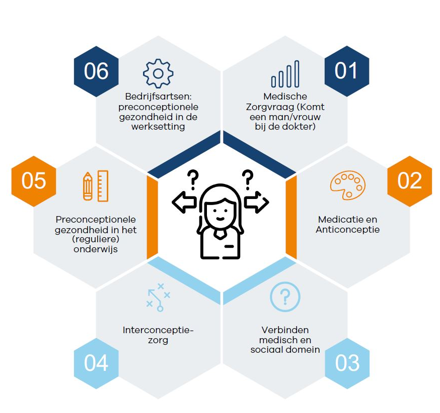 01
Medische
Zorgvraag (Komt
een man/vrouw
bij de dokter)
02
Medicatie en
Anticonceptie
03
Verbinden
medisch en
sociaal domein
04
Interconceptie-
zorg
05
Preconceptionele
gezondheid in het
(reguliere)
onderwijs
06
Bedrijfsartsen:
preconceptionele
gezondheid in de
werksetting
?
?
?